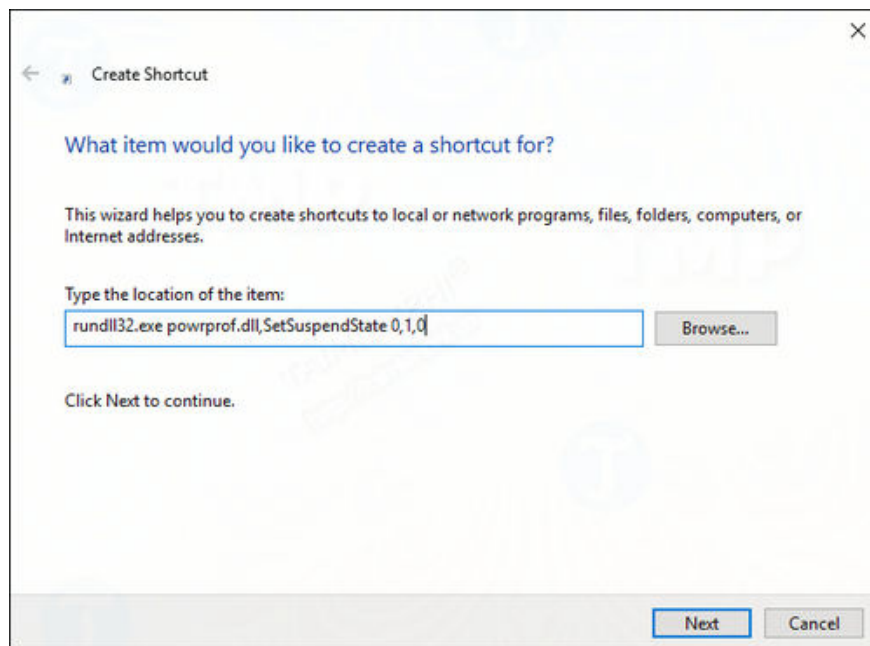 Create Shortcut
What item would you like to create a shortcut for?
This wizard helps you to create shortcuts to local or network programs, files, folders, computers, or
Internet addresses.
Type the location of the item:
rundll32.exe powrprof.dll,SetSuspendState 0,1,0
Browse...
Click Next to continue.
Next
Cancel